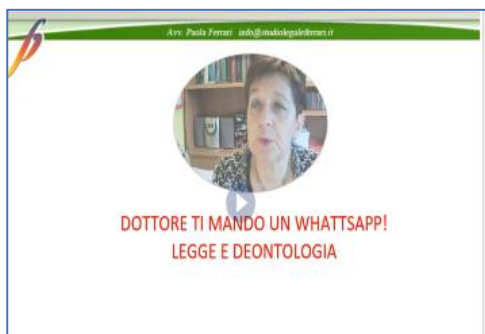 Avv. Paola Ferrari info@studiolegaleferrari.it
DOTTORE TI MANDO UN WHATTSAPP!
LEGGE E DEONTOLOGIA